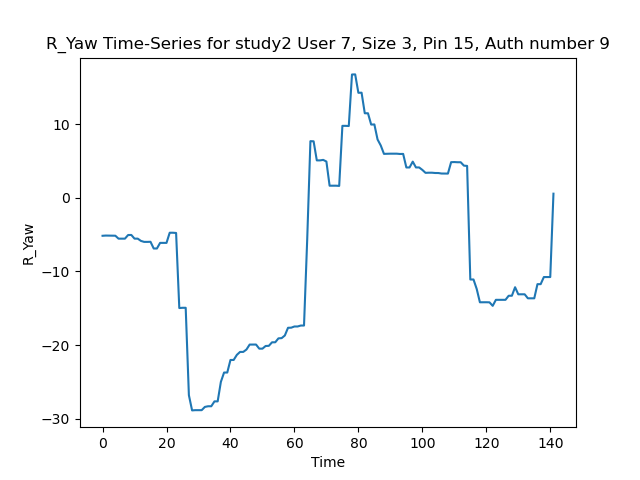 R_Yaw Time-Series for study2 User 7, Size 3, Pin 15, Auth number 9
10
0
−10
−20
−30
R_Yaw
0 20 40 60 80 100 120 140
Time